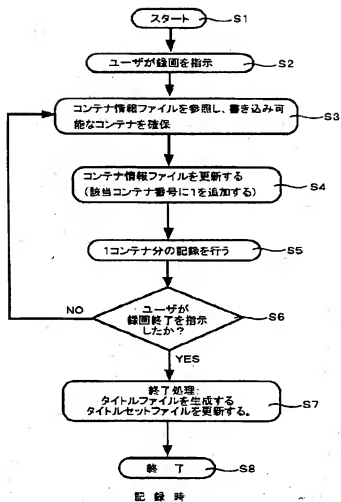 スタート
S1
ユーザが録画を指示
S2
コンテナ情報ファイルを参照し、書き込み可
能なコンテナを確保
S3
コンテナ情報ファイルを更新する
(該当コンテナ番号に1を追加する)
S4
1コンテナ分の記録を行う
S5
ユーザが
録画終了を指示
したか?
S6
NO
YES
終了処理:
タイトルファイルを生成する
タイトルセットファイルを更新する。
S7
終 了
S8
記 録 時